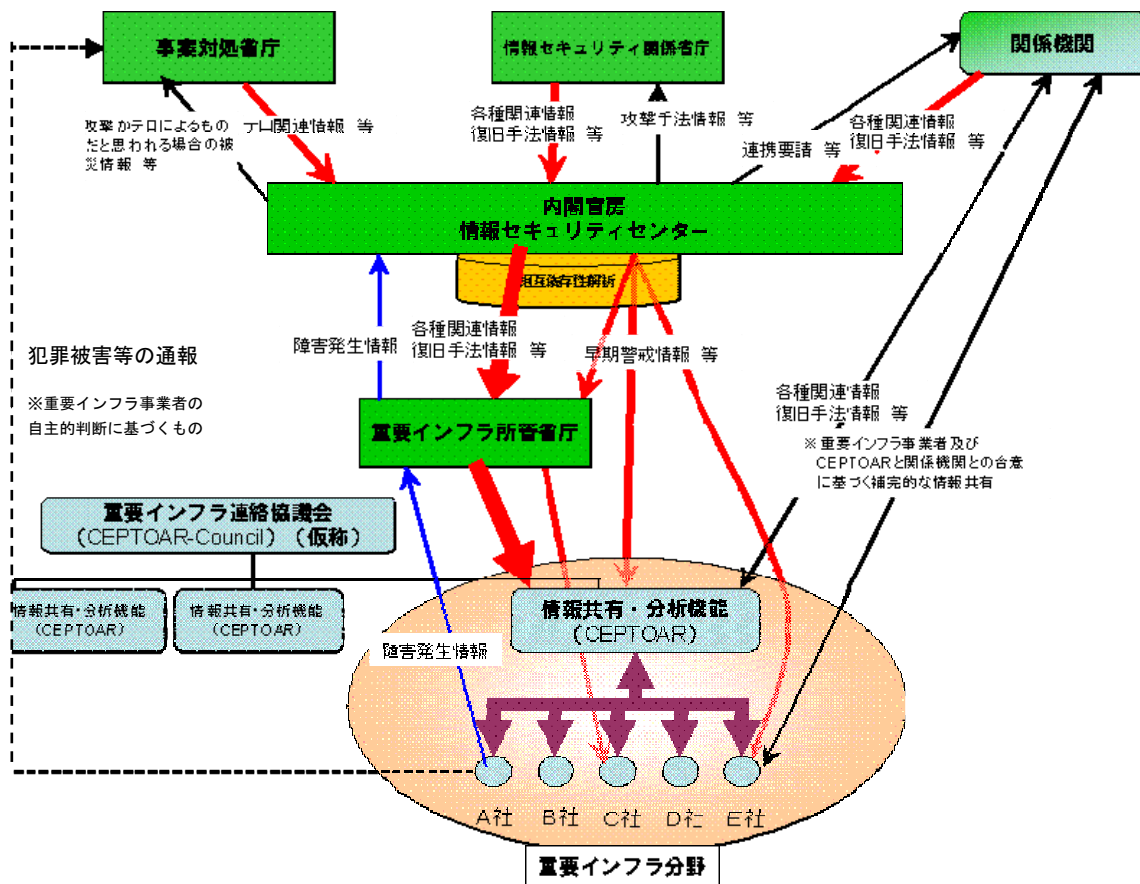 事案対処省庁
情報セキュリティ関係省庁
関係機関
攻撃がテロによるもの
だと思われる場合の被
災情報 等
テロ関連情報 等
各種関連情報
復旧手法情報 等
攻撃手法情報 等
連携要請 等
各種関連情報
復旧手法情報 等
内閣官房
情報セキュリティセンター
相互依存性解析
障害発生情報
各種関連情報
復旧手法情報 等
早期警戒情報 等
犯罪被害等の通報
※重要インフラ事業者の
自主的判断に基づくもの
各種関連情報
復旧手法情報 等
※重要インフラ事業者及び
CEPTOARと関係機関との合意
に基づく補完的な情報共有
重要インフラ所管省庁
重要インフラ連絡協議会
(CEPTOAR-Council) (仮称)
情報共有・分析機能
(CEPTOAR)
情報共有・分析機能
(CEPTOAR)
情報共有・分析機能
(CEPTOAR)
障害発生情報
A社 B社 C社 D社 E社
重要インフラ分野